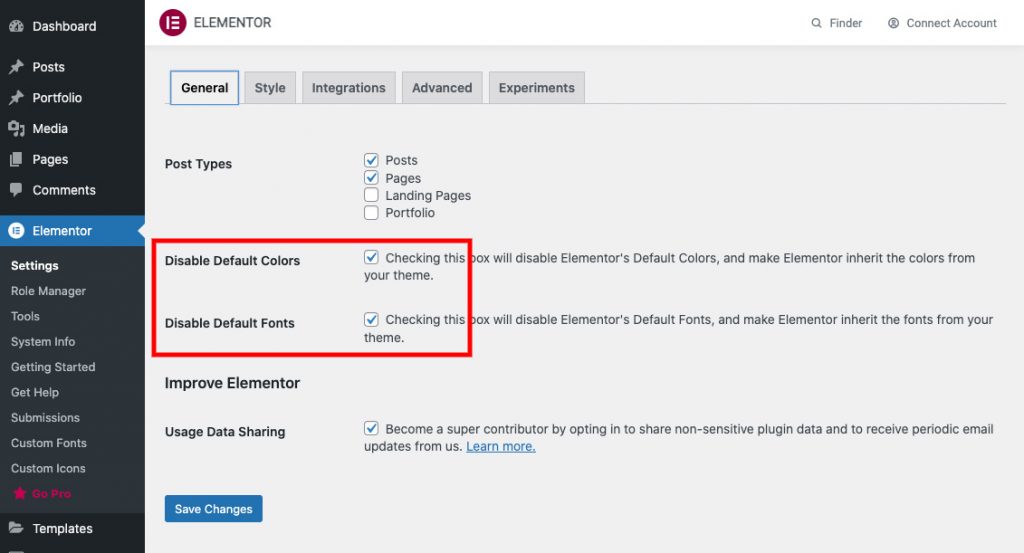 Dashboard
Posts
Portfolio
Media
Pages
Comments
Elementor
Settings
Role Manager
Tools
System Info
Getting Started
Get Help
Submissions
Custom Fonts
Custom Icons
Go Pro
Templates
ELEMENTOR
Finder
Connect Account
General
Style
Integrations
Advanced
Experiments
Post Types
Posts
Pages
Landing Pages
Portfolio
Disable Default Colors
Checking this box will disable Elementor's Default Colors, and make Elementor inherit the colors from
your theme.
Disable Default Fonts
Checking this box will disable Elementor's Default Fonts, and make Elementor inherit the fonts from your
theme.
Improve Elementor
Usage Data Sharing
Become a super contributor by opting in to share non-sensitive plugin data and to receive periodic email
updates from us. Learn more.
Save Changes